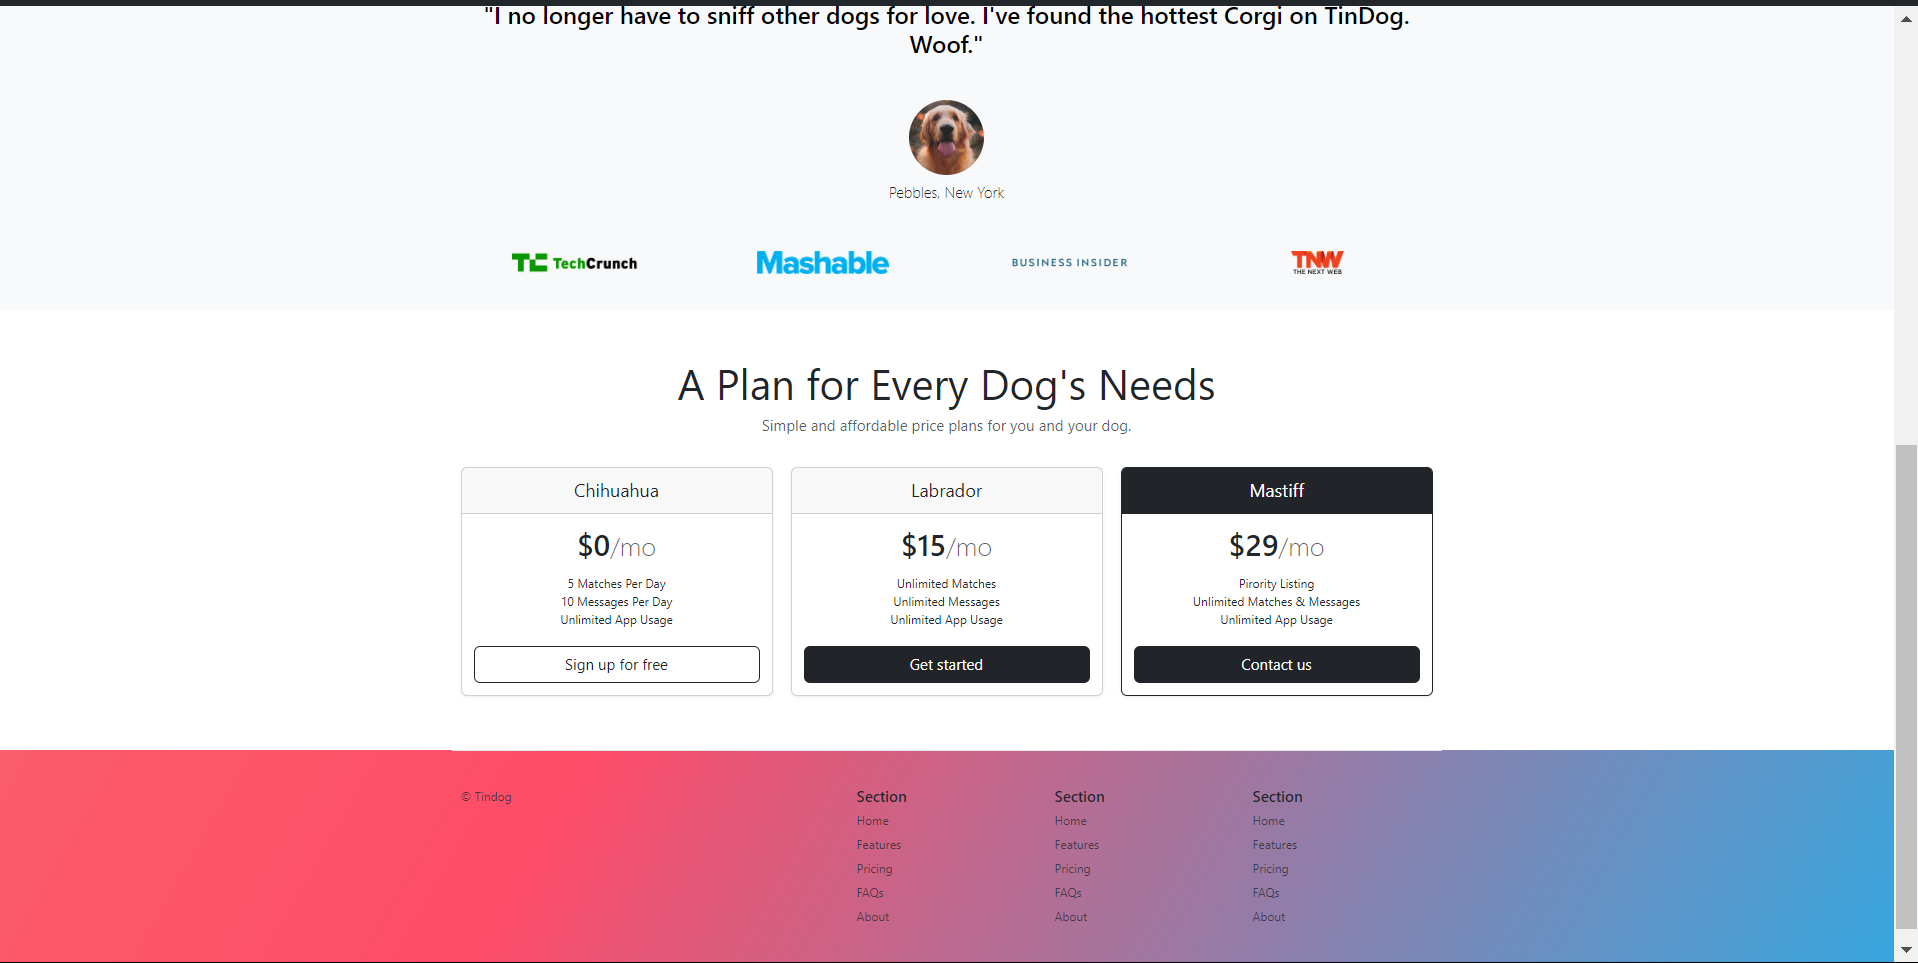 "I no longer have to sniff other dogs for love. I've found the hottest Corgi on TinDog.
Woof."
Pebbles, New York
TC TechCrunch
Mashable
BUSINESS INSIDER
TNW
THE NEXT WEB
A Plan for Every Dog's Needs
Simple and affordable price plans for you and your dog.
Chihuahua
$0/mo
5 Matches Per Day
10 Messages Per Day
Unlimited App Usage
Sign up for free
Labrador
$15/mo
Unlimited Matches
Unlimited Messages
Unlimited App Usage
Get started
Mastiff
$29/mo
Pirority Listing
Unlimited Matches & Messages
Unlimited App Usage
Contact us
© Tindog
Section
Home
Features
Pricing
FAQs
About
Section
Home
Features
Pricing
FAQs
About
Section
Home
Features
Pricing
FAQs
About